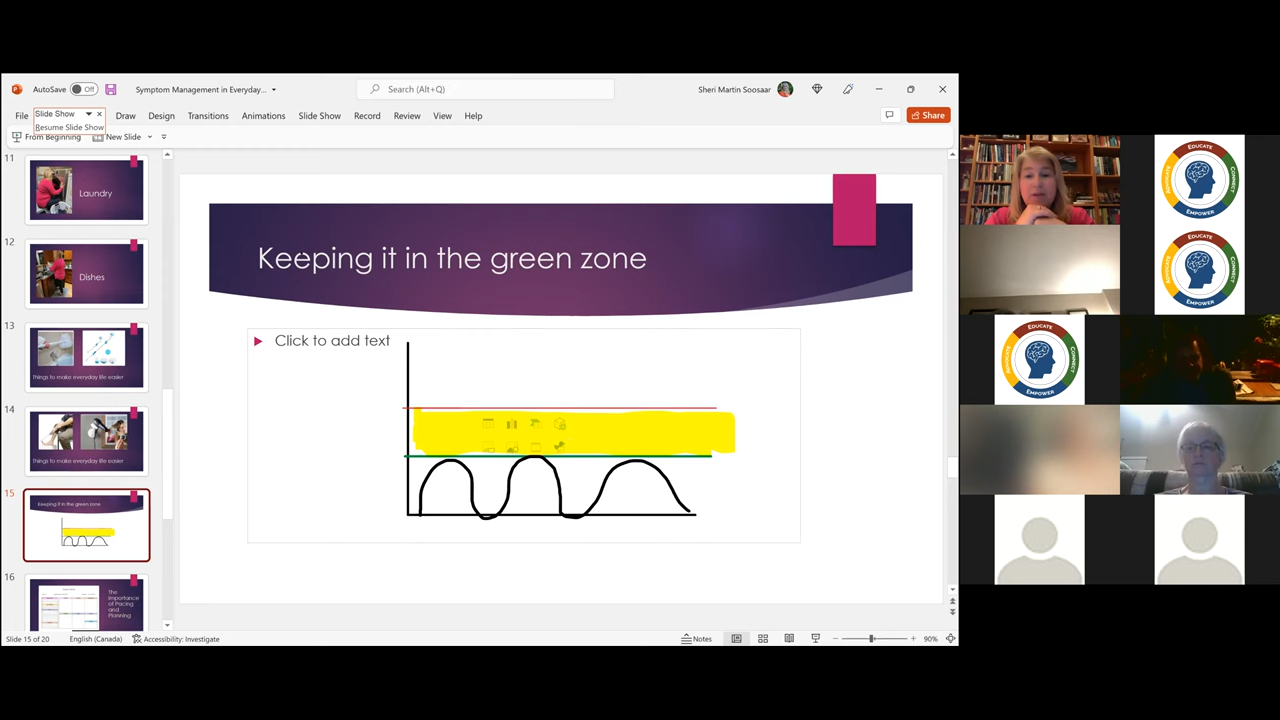 AutoSave
Off
Symptom Management in Everyday...
Search (Alt+Q)
Sheri Martin Soosaar
File
Slide Show
Resume Slide Show
Draw
Design
Transitions
Animations
Slide Show
Record
Review
View
Help
Share
From Beginning
New Slide
11
Laundry
12
Dishes
13
Things to make everyday life easier
14
Things to make everyday life easier
15
Keeping it in the green zone
16
The
Importance
of Pacing
and
Planning
Keeping it in the green zone
Click to add text
Slide 15 of 20
English (Canada)
Accessibility: Investigate
Notes
90%
EDUCATE
CONNECT
EMPOWER
ADVOCATE
EDUCATE
CONNECT
EMPOWER
ADVOCATE
EDUCATE
CONNECT
EMPOWER
ADVOCATE